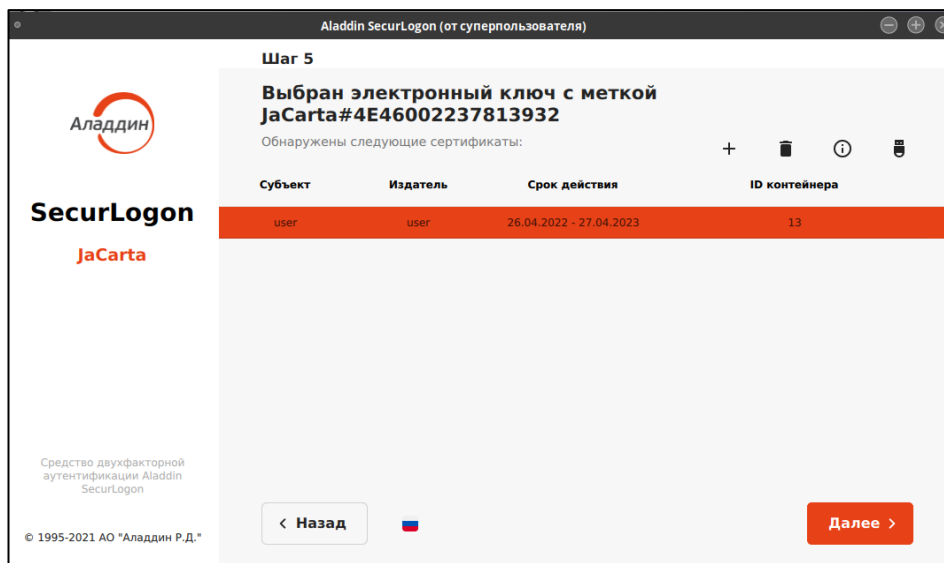 Aladdin SecurLogon (от суперпользователя)
Шаг 5
Выбран электронный ключ с меткой
JaCarta#4E46002237813932
Обнаружены следующие сертификаты:
Субъект Издатель Срок действия ID контейнера
user user 26.04.2022 - 27.04.2023 13
Аладдин
SecurLogon
JaCarta
Средство двухфакторной
аутентификации Aladdin
SecurLogon
© 1995-2021 АО "Аладдин Р.Д."
< Назад
Далее >